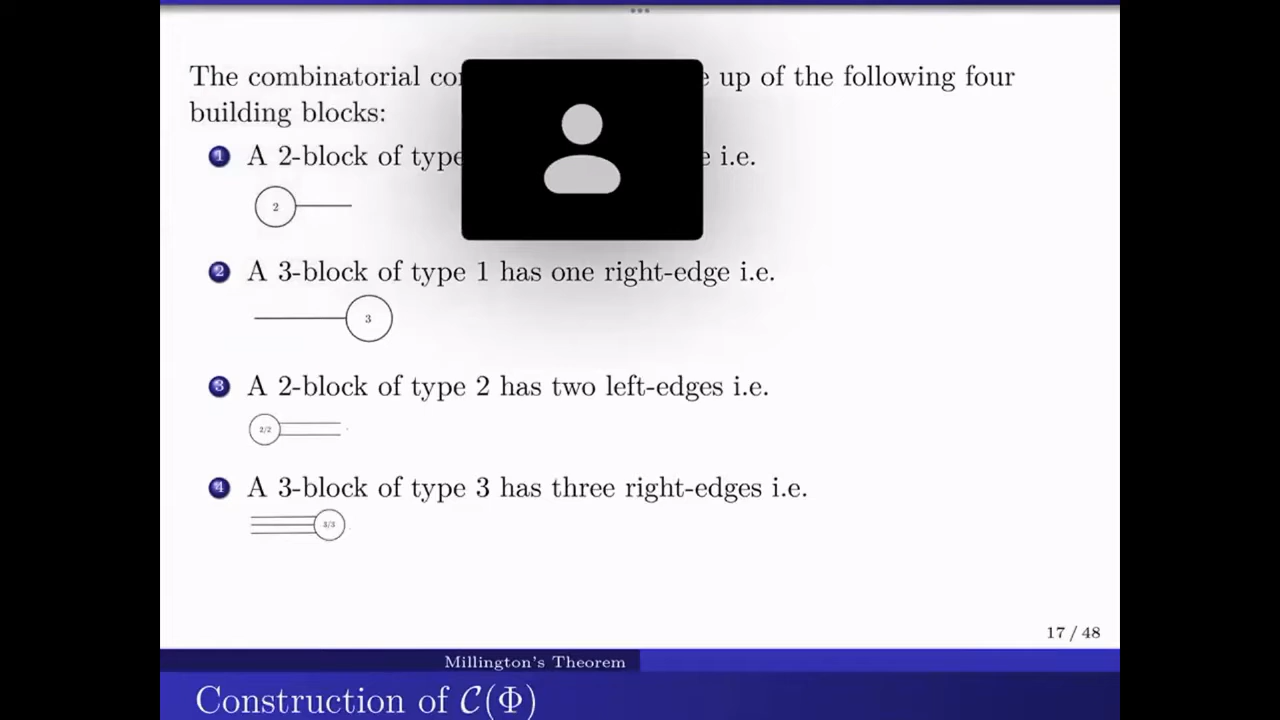 The combinatorial up of the following four
building blocks:
1 A 2-block of type i.e.
2
2 A 3-block of type 1 has one right-edge i.e.
3
3 A 2-block of type 2 has two left-edges i.e.
2/2
4 A 3-block of type 3 has three right-edges i.e.
3/3
17 / 48
Millington's Theorem
Construction of 𝒞(Φ)